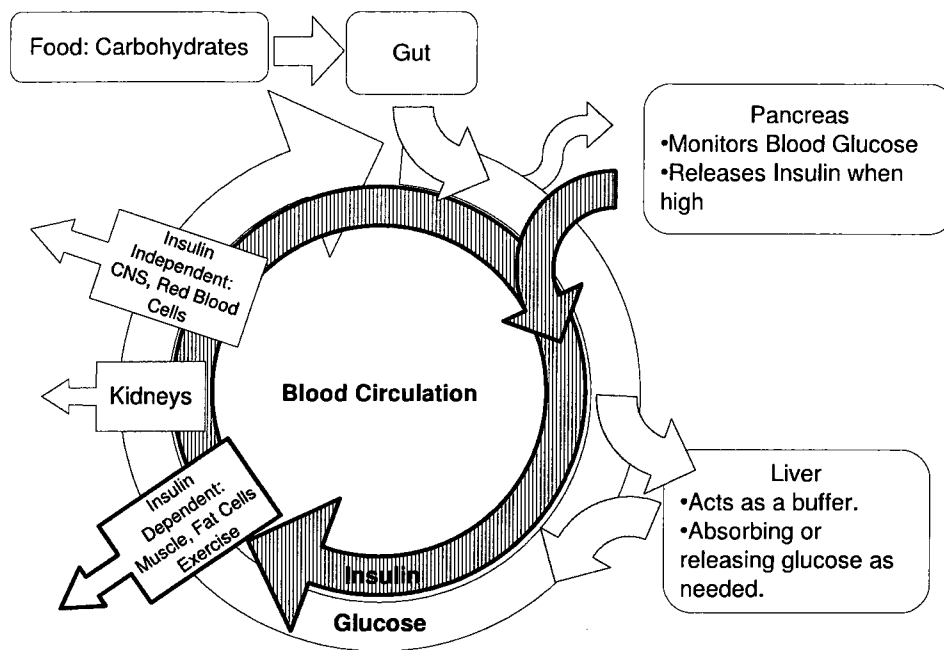 Food: Carbohydrates
Gut
Pancreas
•Monitors Blood Glucose
•Releases Insulin when
high
Insulin
Independent:
CNS, Red Blood
Cells
Kidneys
Blood Circulation
Insulin
Dependent:
Muscle, Fat Cells
Exercise
Liver
•Acts as a buffer.
•Absorbing or
releasing glucose as
needed.
Insulin
Glucose